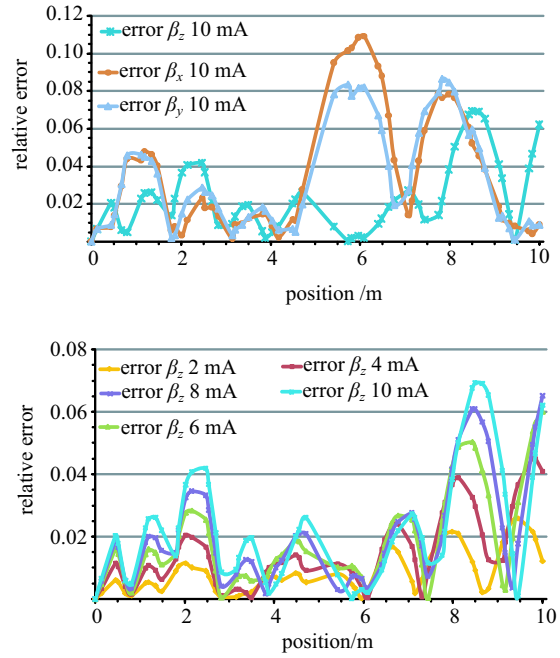 0.12
error βz 10 mA
0.10
error βx 10 mA
0.08
error βy 10 mA
0.06
0.04
0.02
relative error
0 2 4 6 8 10
position /m
0.08
error βz 2 mA error βz 4 mA
error βz 8 mA error βz 10 mA
0.06
error βz 6 mA
0.04
0.02
0.00
relative error
0 2 4 6 8 10
position/m